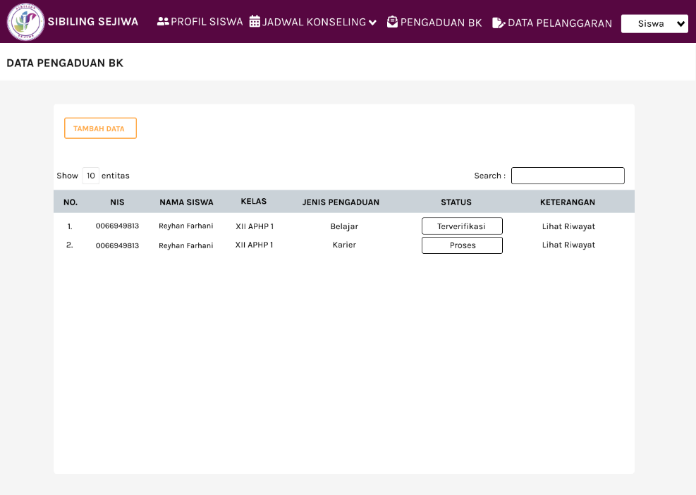 SIBILING SEJIWA PROFIL SISWA JADWAL KONSELING PENGADUAN BK DATA PELANGGARAN Siswa
DATA PENGADUAN BK
TAMBAH DATA
Show 10 entitas Search :
NO. NIS NAMA SISWA KELAS JENIS PENGADUAN STATUS KETERANGAN
1. 0066949813 Reyhan Farhani XII APHP 1 Belajar Terverifikasi Lihat Riwayat
2. 0066949813 Reyhan Farhani XII APHP 1 Karier Proses Lihat Riwayat